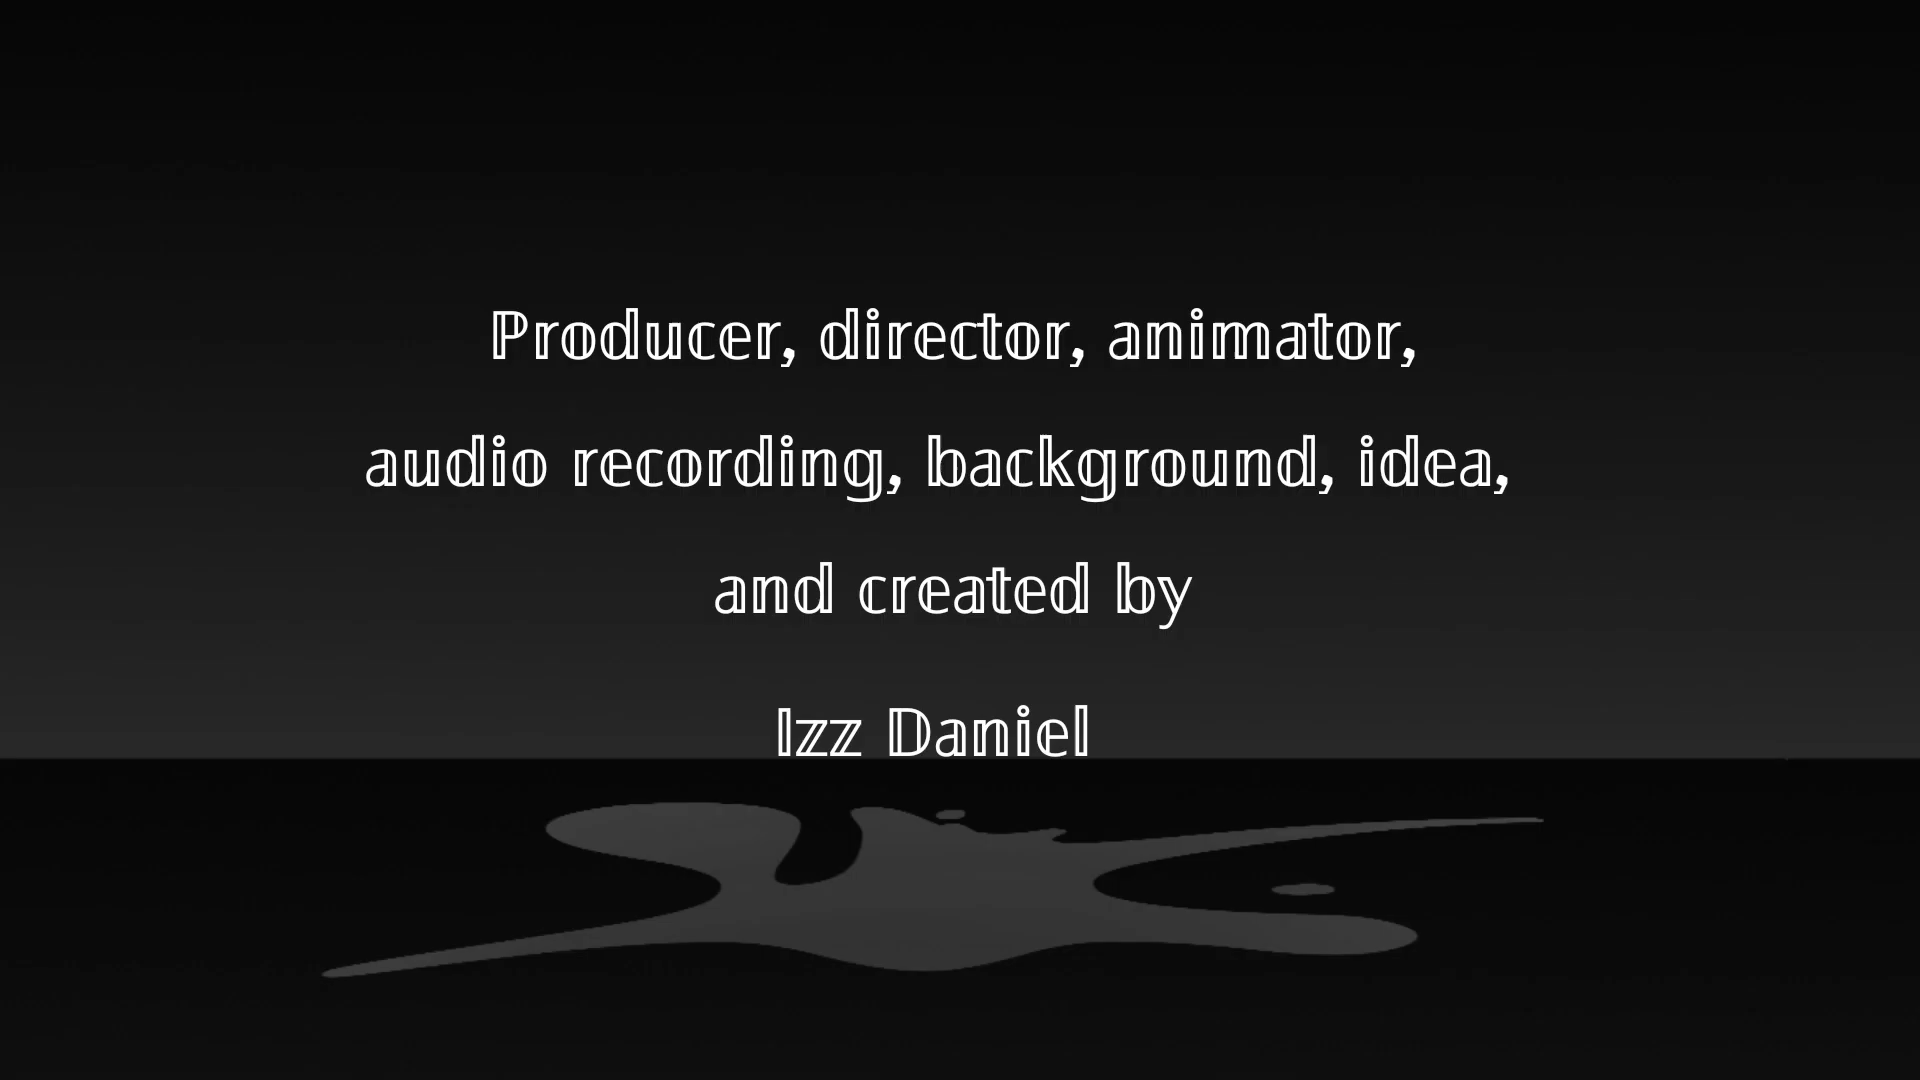 Producer, director, animator,
audio recording, background, idea,
and created by
Izz Daniel